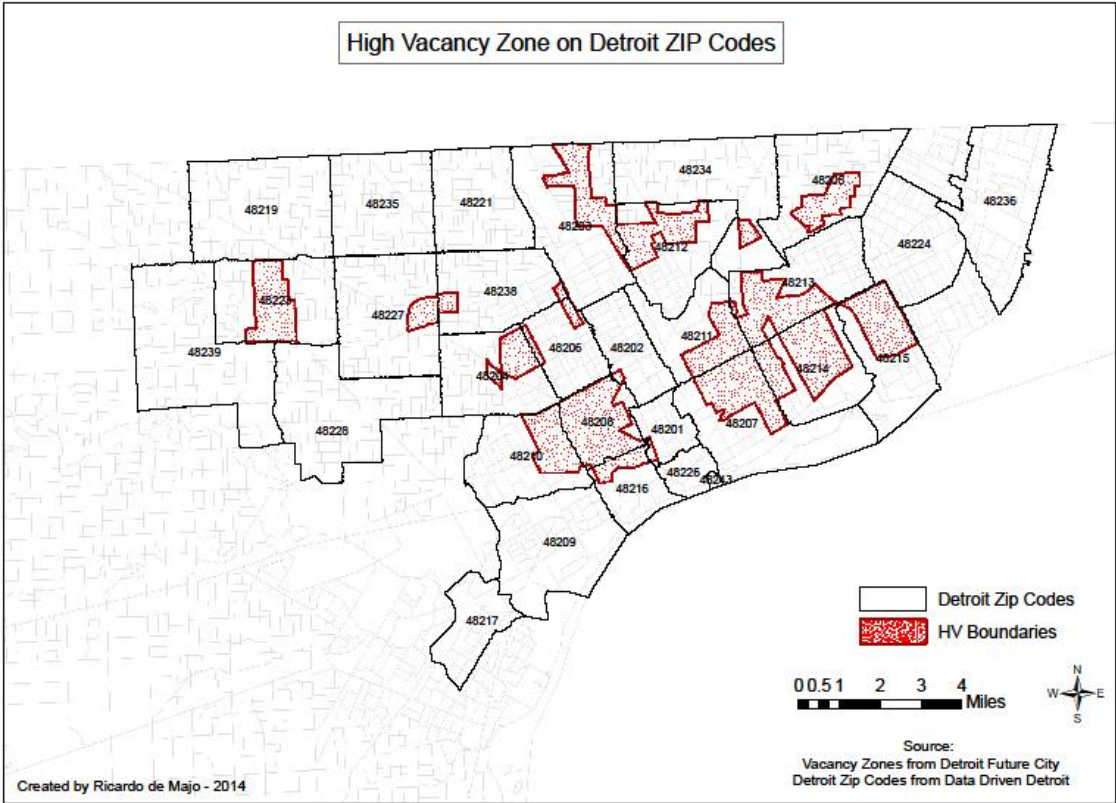 High Vacancy Zone on Detroit ZIP Codes
48234
48205
48236
48219
48235
48221
48203
48212
48224
48223
48238
48213
48227
48211
48239
48206
48202
48215
48204
48214
48208
48201
48207
48228
48210
48226
48243
48216
48209
48217
Detroit Zip Codes
HV Boundaries
0 0.5 1 2 3 4
Miles
N
W E
S
Source:
Vacancy Zones from Detroit Future City
Detroit Zip Codes from Data Driven Detroit
Created by Ricardo de Majo - 2014